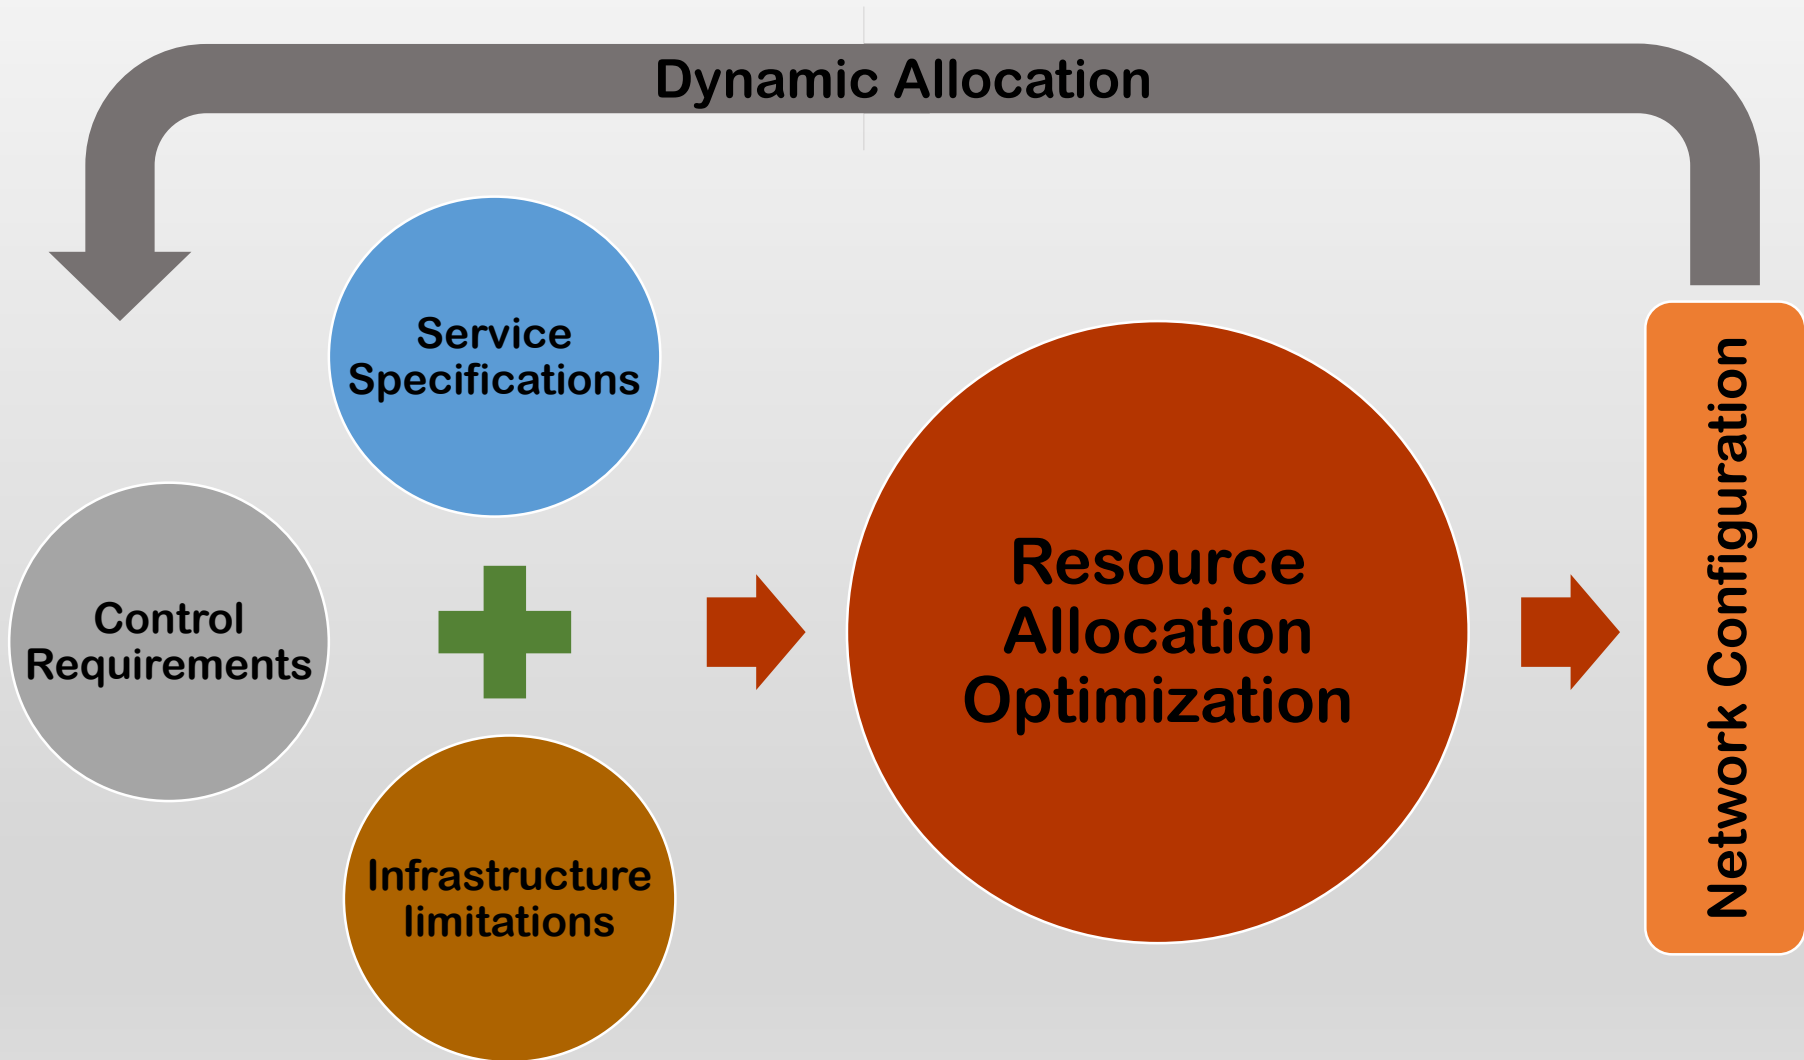 Dynamic Allocation
Service
Specifications
Control
Requirements
Infrastructure
limitations
Resource
Allocation
Optimization
Network Configuration